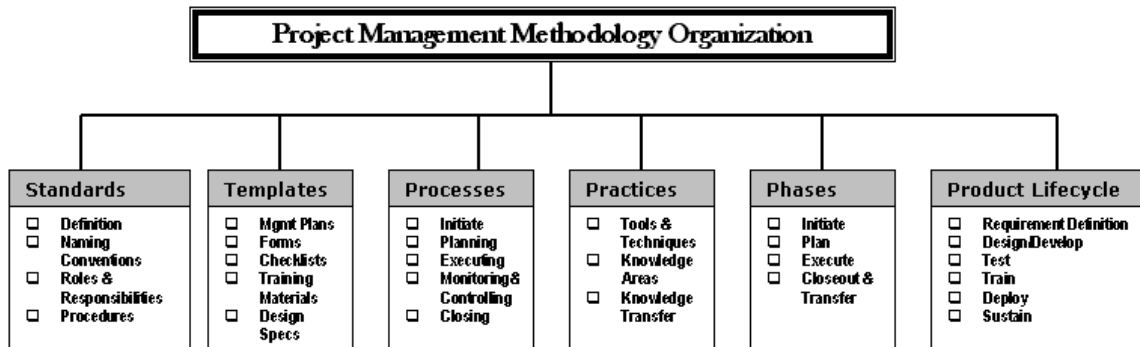 Project Management Methodology Organization
Standards
Definition
Naming
Conventions
Roles &
Responsibilities
Procedures
Templates
Mgmt Plans
Forms
Checklists
Training
Materials
Design
Specs
Processes
Initiate
Planning
Executing
Monitoring &
Controlling
Closing
Practices
Tools &
Techniques
Knowledge
Areas
Knowledge
Transfer
Phases
Initiate
Plan
Execute
Closeout &
Transfer
Product Lifecycle
Requirement Definition
Design/Develop
Test
Train
Deploy
Sustain